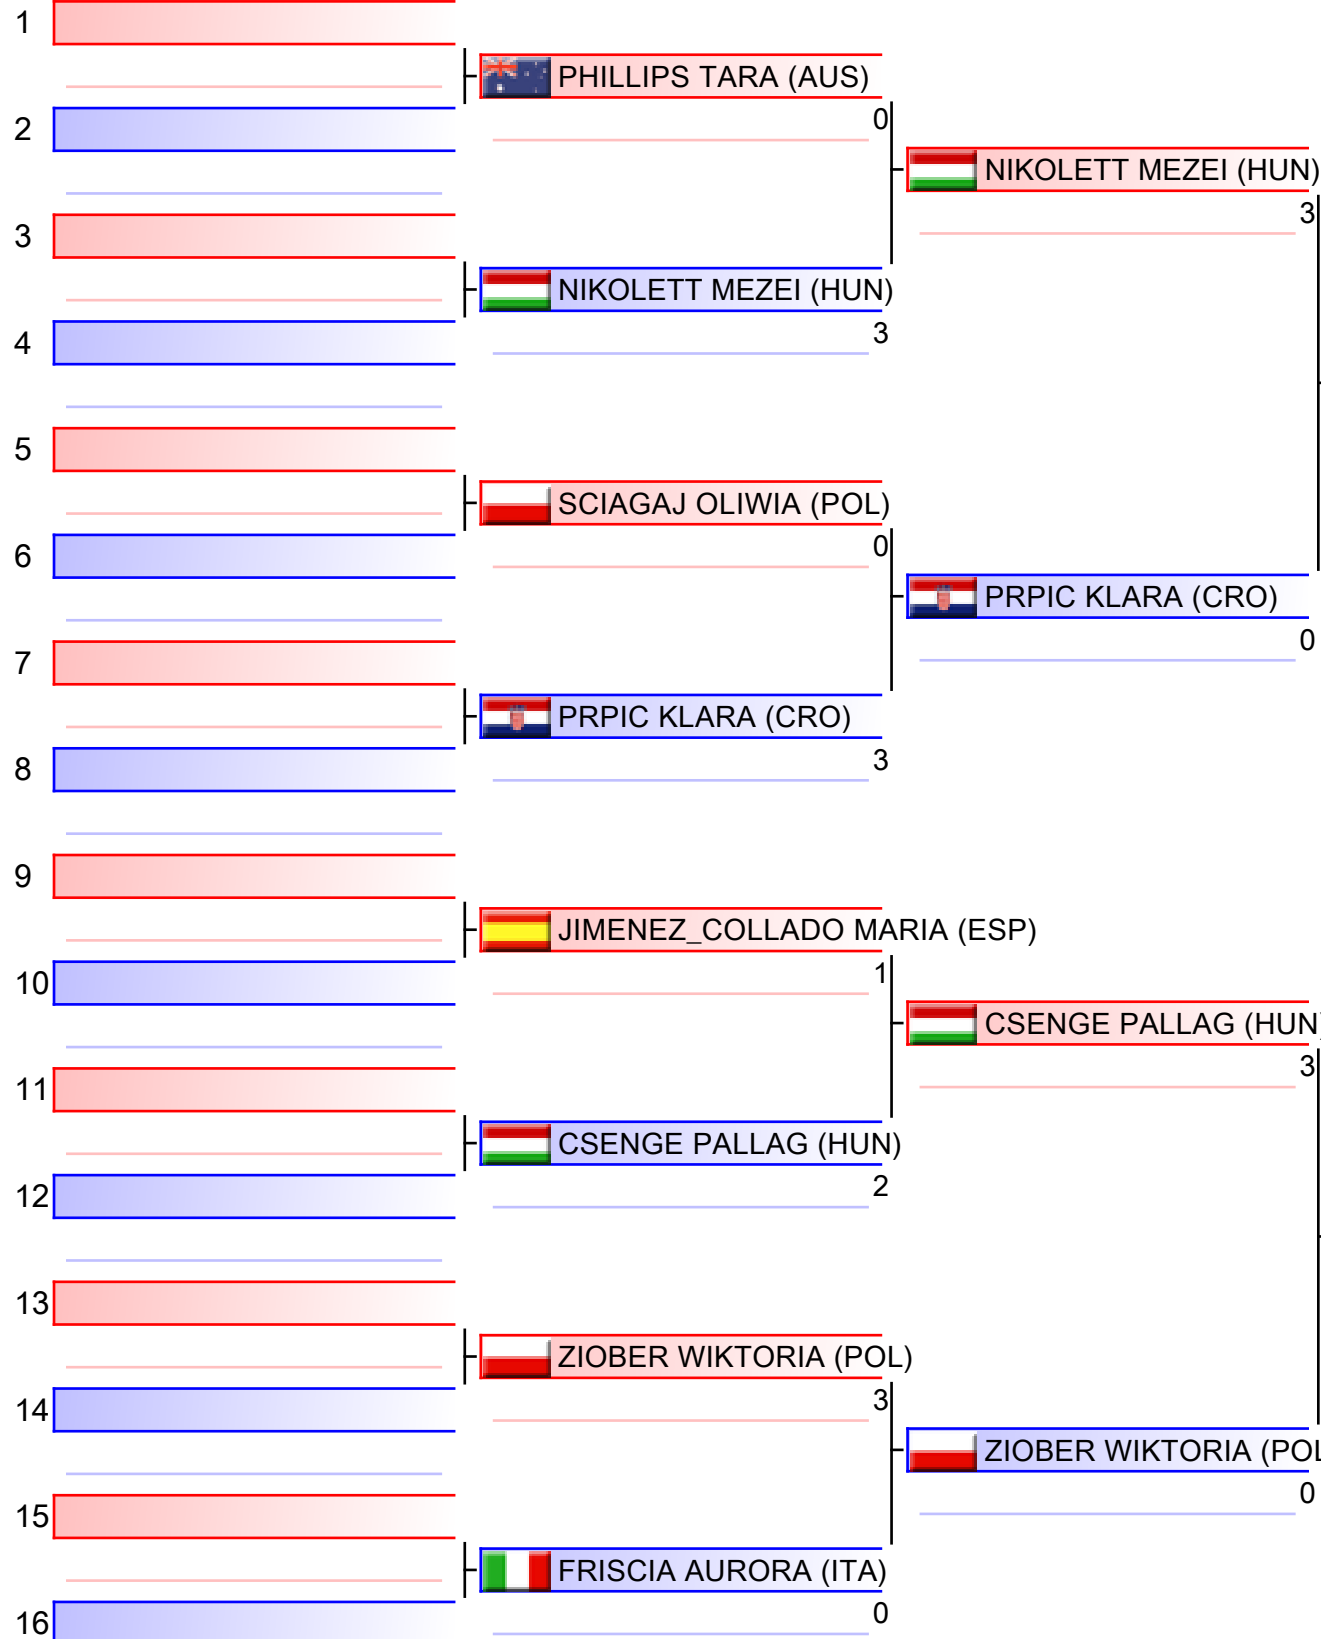 1
PHILLIPS TARA (AUS)
0
2
NIKOLETT MEZEI (HUN)
3
3
NIKOLETT MEZEI (HUN)
3
4
5
SCIAGAJ OLIWIA (POL)
0
6
PRPIC KLARA (CRO)
0
7
PRPIC KLARA (CRO)
3
8
9
JIMENEZ_COLLADO MARIA (ESP)
1
10
CSENGE PALLAG (HUN)
3
11
CSENGE PALLAG (HUN)
2
12
13
ZIOBER WIKTORIA (POL)
3
14
ZIOBER WIKTORIA (POL
0
15
FRISCIA AURORA (ITA)
0
16